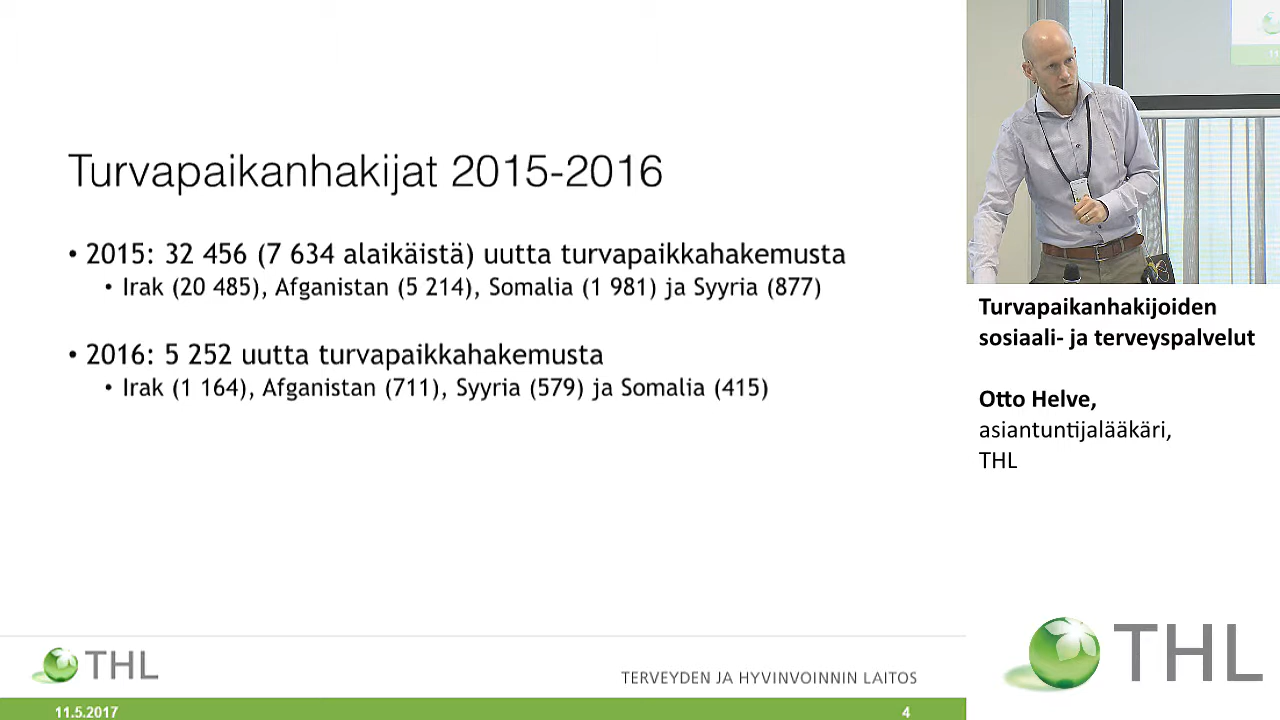 Turvapaikanhakijat 2015-2016
• 2015: 32 456 (7 634 alaikäistä) uutta turvapaikkahakemusta
• Irak (20 485), Afganistan (5 214), Somalia (1 981) ja Syyria (877)
• 2016: 5 252 uutta turvapaikkahakemusta
• Irak (1 164), Afganistan (711), Syyria (579) ja Somalia (415)
THL
TERVEYDEN JA HYVINVOINNIN LAITOS
11.5.2017
4
Turvapaikanhakijoiden
sosiaali- ja terveyspalvelut
Otto Helve,
asiantuntijalääkäri,
THL
THL